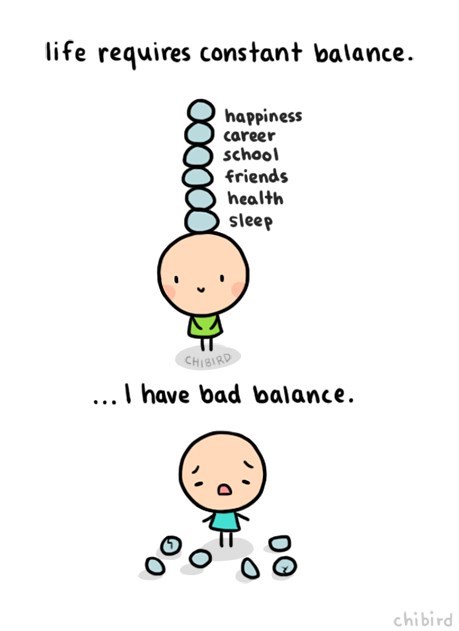 life requires constant balance.
happiness
career
school
friends
health
sleep
CHIBIRD
...I have bad balance.
chibird